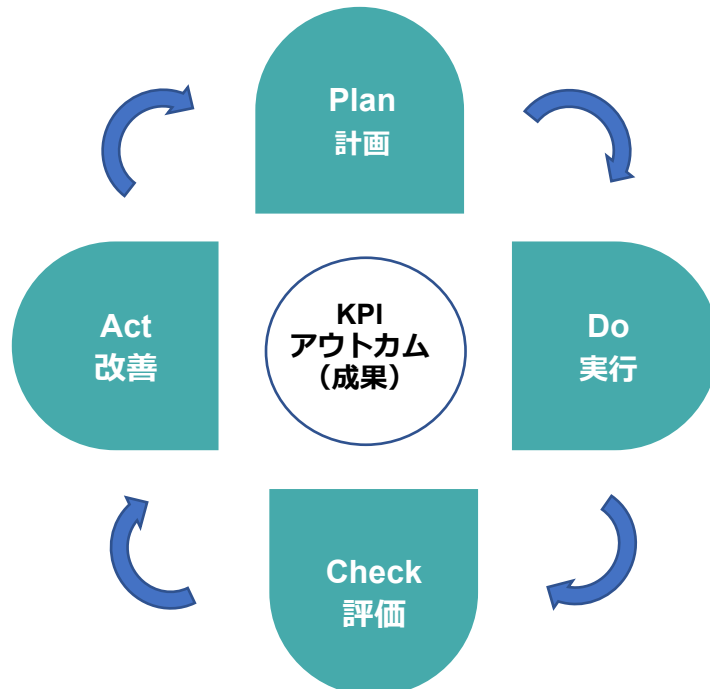 Plan
計画
Act
改善
KPI
アウトカム
（成果）
Do
実行
Check
評価